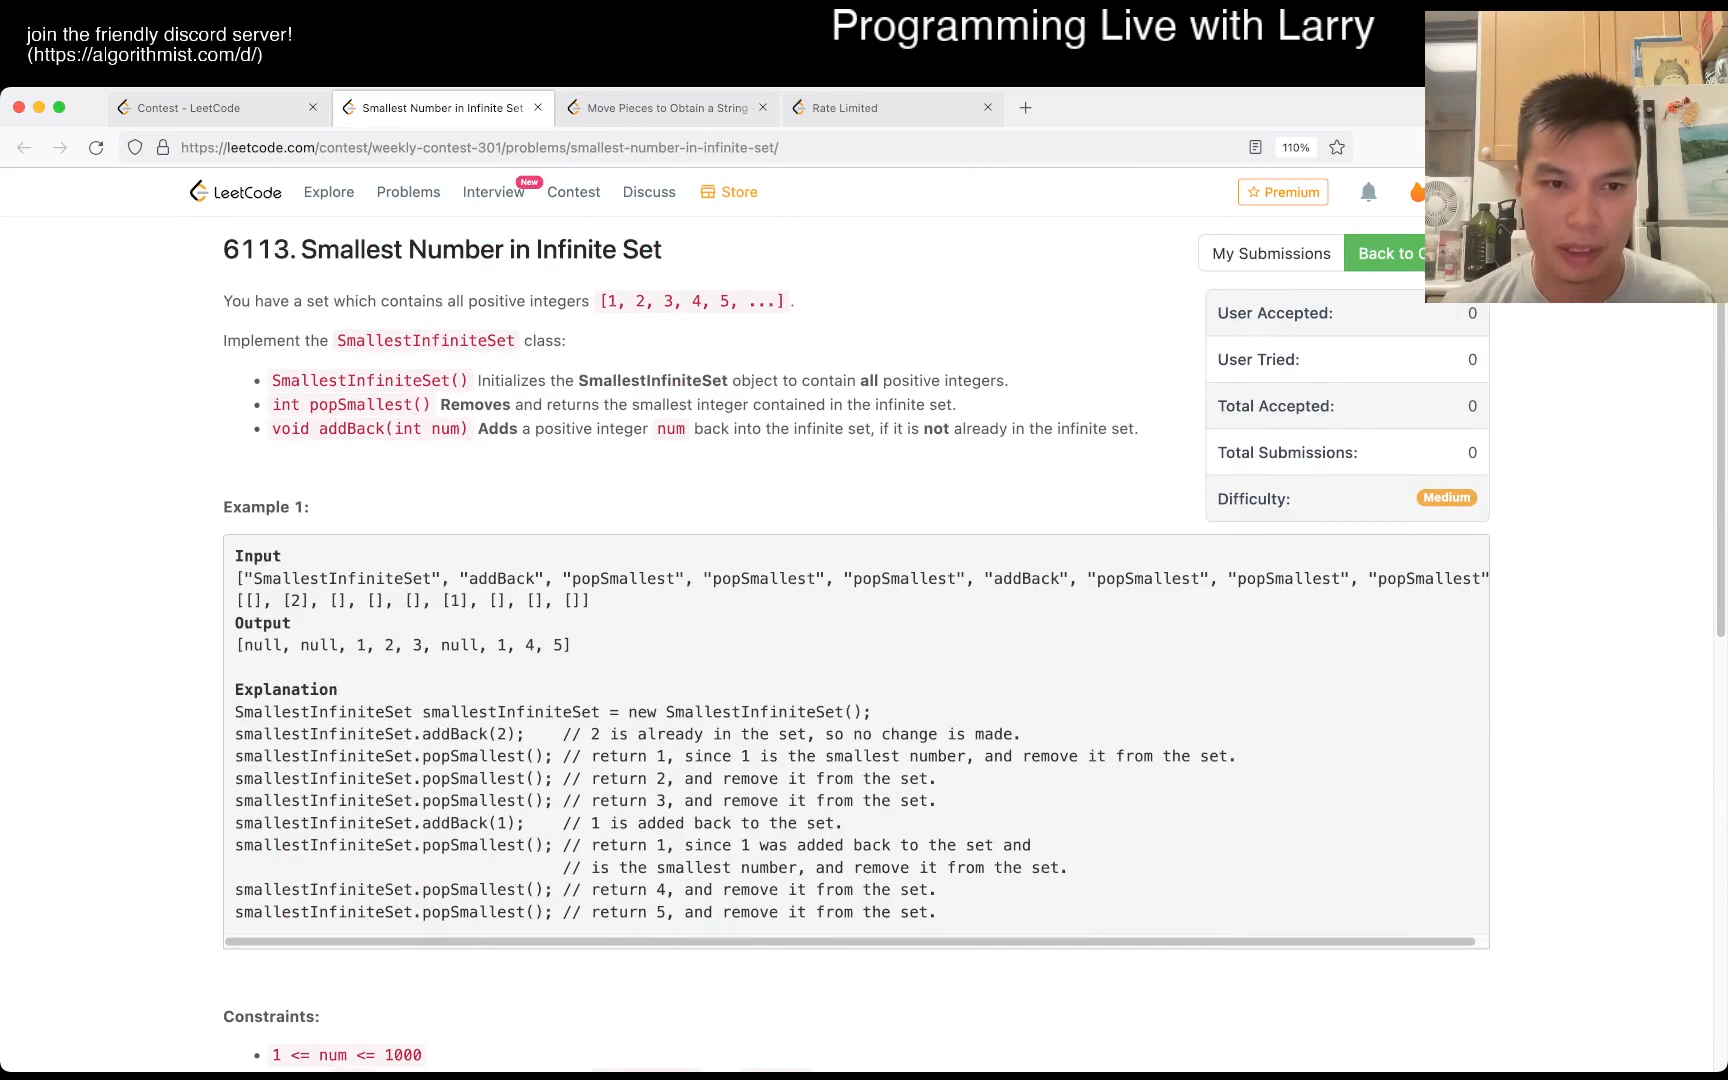 join the friendly discord server!
(https://algorithmist.com/d/)
Programming Live with Larry
Contest - LeetCode
Smallest Number in Infinite Set
Move Pieces to Obtain a String
Rate Limited
https://leetcode.com/contest/weekly-contest-301/problems/smallest-number-in-infinite-set/
110%
LeetCode Explore Problems Interview New Contest Discuss Store
Premium
6113. Smallest Number in Infinite Set
My Submissions
Back to C
You have a set which contains all positive integers [1, 2, 3, 4, 5, ...].
Implement the SmallestInfiniteSet class:
• SmallestInfiniteSet() Initializes the SmallestInfiniteSet object to contain all positive integers.
• int popSmallest() Removes and returns the smallest integer contained in the infinite set.
• void addBack(int num) Adds a positive integer num back into the infinite set, if it is not already in the infinite set.
User Accepted: 0
User Tried: 0
Total Accepted: 0
Total Submissions: 0
Difficulty: Medium
Example 1:
Input
["SmallestInfiniteSet", "addBack", "popSmallest", "popSmallest", "popSmallest", "addBack", "popSmallest", "popSmallest", "popSmallest"
[[], [2], [], [], [], [1], [], [], []]
Output
[null, null, 1, 2, 3, null, 1, 4, 5]
Explanation
SmallestInfiniteSet smallestInfiniteSet = new SmallestInfiniteSet();
smallestInfiniteSet.addBack(2);    // 2 is already in the set, so no change is made.
smallestInfiniteSet.popSmallest(); // return 1, since 1 is the smallest number, and remove it from the set.
smallestInfiniteSet.popSmallest(); // return 2, and remove it from the set.
smallestInfiniteSet.popSmallest(); // return 3, and remove it from the set.
smallestInfiniteSet.addBack(1);    // 1 is added back to the set.
smallestInfiniteSet.popSmallest(); // return 1, since 1 was added back to the set and
// is the smallest number, and remove it from the set.
smallestInfiniteSet.popSmallest(); // return 4, and remove it from the set.
smallestInfiniteSet.popSmallest(); // return 5, and remove it from the set.
Constraints:
• 1 <= num <= 1000